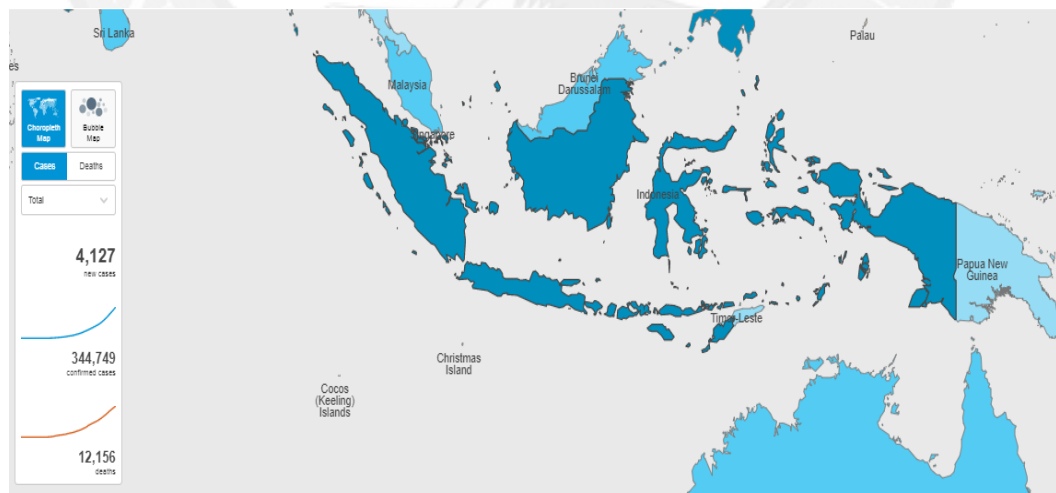 Sri Lanka
Palau
es
Malaysia
Brunei
Darussalam
Choropleth
Map
Bubble
Map
Singapore
Cases
Deaths
Total
Indonesia
4,127
new cases
Papua New
Guinea
Timor-Leste
344,749
confirmed cases
Christmas
Island
Cocos
(Keeling)
Islands
12,156
deaths